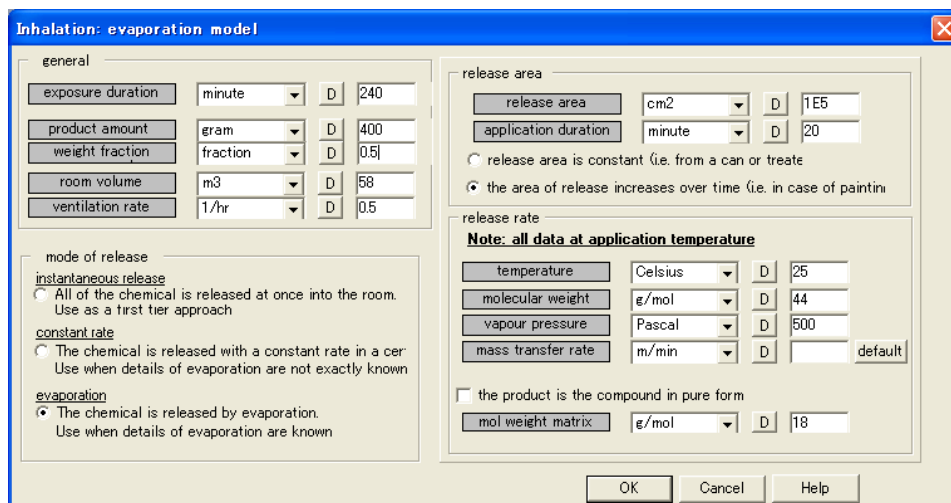 Inhalation: evaporation model
general
exposure duration minute D 240
product amount gram D 400
weight fraction fraction D 0.5
room volume m3 D 58
ventilation rate 1/hr D 0.5
mode of release
instantaneous release
All of the chemical is released at once into the room.
Use as a first tier approach
constant rate
The chemical is released with a constant rate in a cer
Use when details of evaporation are not exactly known
evaporation
The chemical is released by evaporation.
Use when details of evaporation are known
release area
release area cm2 D 1E5
application duration minute D 20
release area is constant (i.e. from a can or treate
the area of release increases over time (i.e. in case of paintin
release rate
Note: all data at application temperature
temperature Celsius D 25
molecular weight g/mol D 44
vapour pressure Pascal D 500
mass transfer rate m/min D default
the product is the compound in pure form
mol weight matrix g/mol D 18
OK Cancel Help